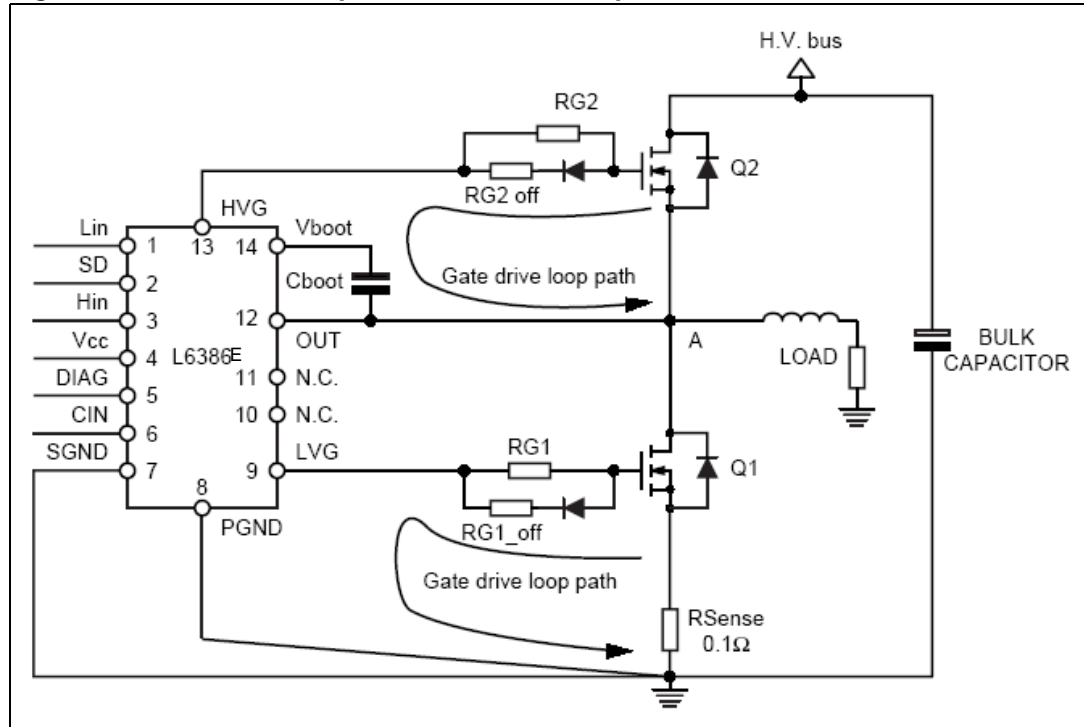 H.V. bus
RG2
RG2 off
Q2
HVG
Lin
1
13
14
Vboot
SD
2
Cboot
Gate drive loop path
Hin
3
12
OUT
A
LOAD
BULK
CAPACITOR
Vcc
4
L6386E
11
N.C.
DIAG
5
10
N.C.
CIN
6
SGND
7
9
LVG
RG1
RG1_off
Q1
8
PGND
Gate drive loop path
RSense
0.1Ω